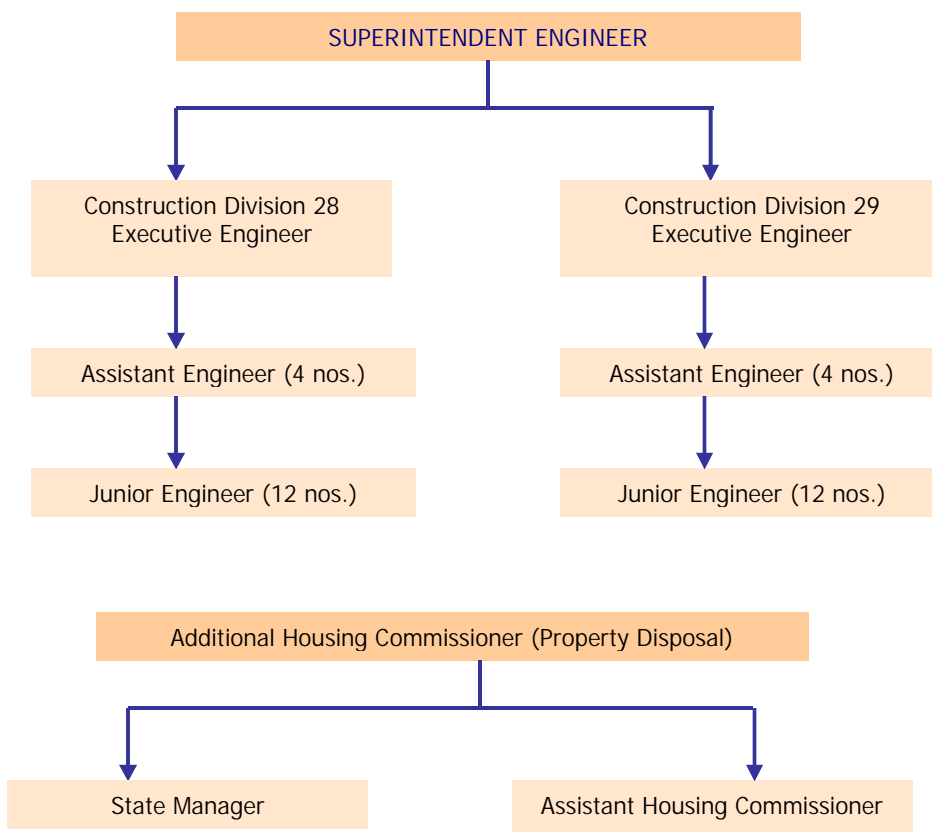 SUPERINTENDENT ENGINEER
Construction Division 28
Executive Engineer
Construction Division 29
Executive Engineer
Assistant Engineer (4 nos.)
Assistant Engineer (4 nos.)
Junior Engineer (12 nos.)
Junior Engineer (12 nos.)
Additional Housing Commissioner (Property Disposal)
State Manager
Assistant Housing Commissioner